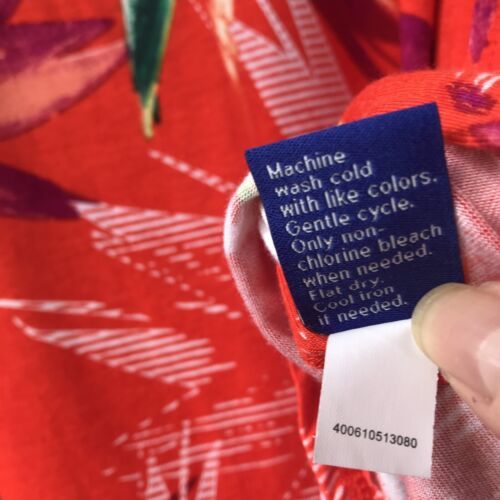 Machine
wash cold
with like colors.
Gentle cycle.
Only non-
chlorine bleach
when needed.
Flat dry.
Cool iron
if needed.
400610513080